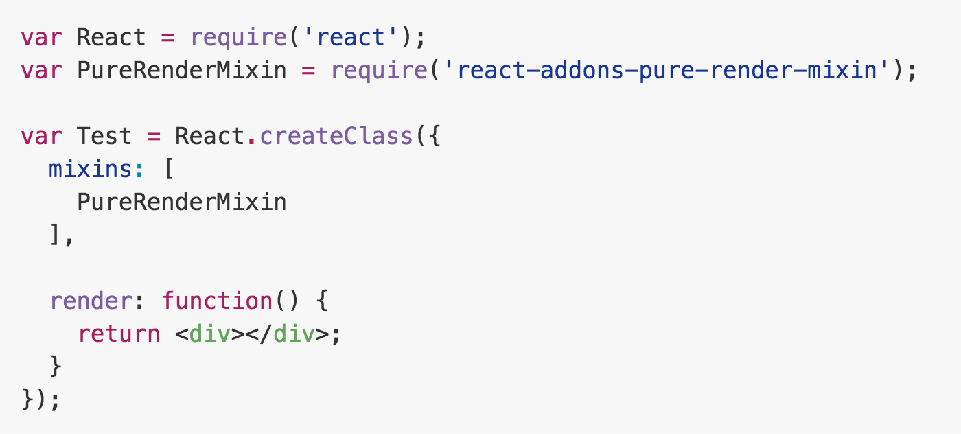 var React = require('react');
var PureRenderMixin = require('react-addons-pure-render-mixin');
var Test = React.createClass({
  mixins: [
    PureRenderMixin
  ],
  render: function() {
    return <div></div>;
  }
});